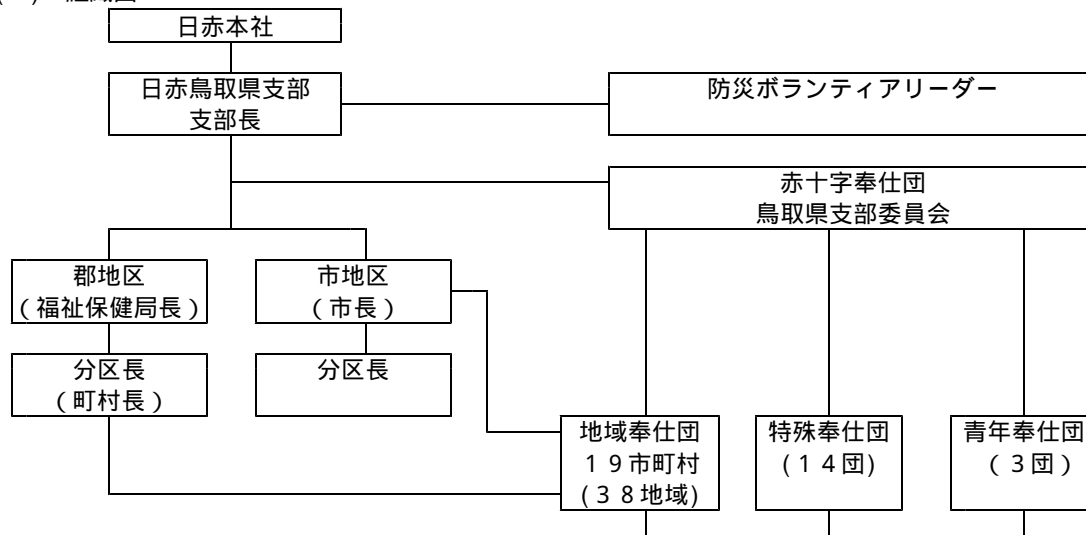 日赤本社
日赤鳥取県支部
支部長
防災ボランティアリーダー
赤十字奉仕団
鳥取県支部委員会
郡地区
（福祉保健局長）
市地区
（市長）
分区長
（町村長）
分区長
地域奉仕団
１９市町村
(３８地域)
特殊奉仕団
(１４団)
青年奉仕団
（３団）